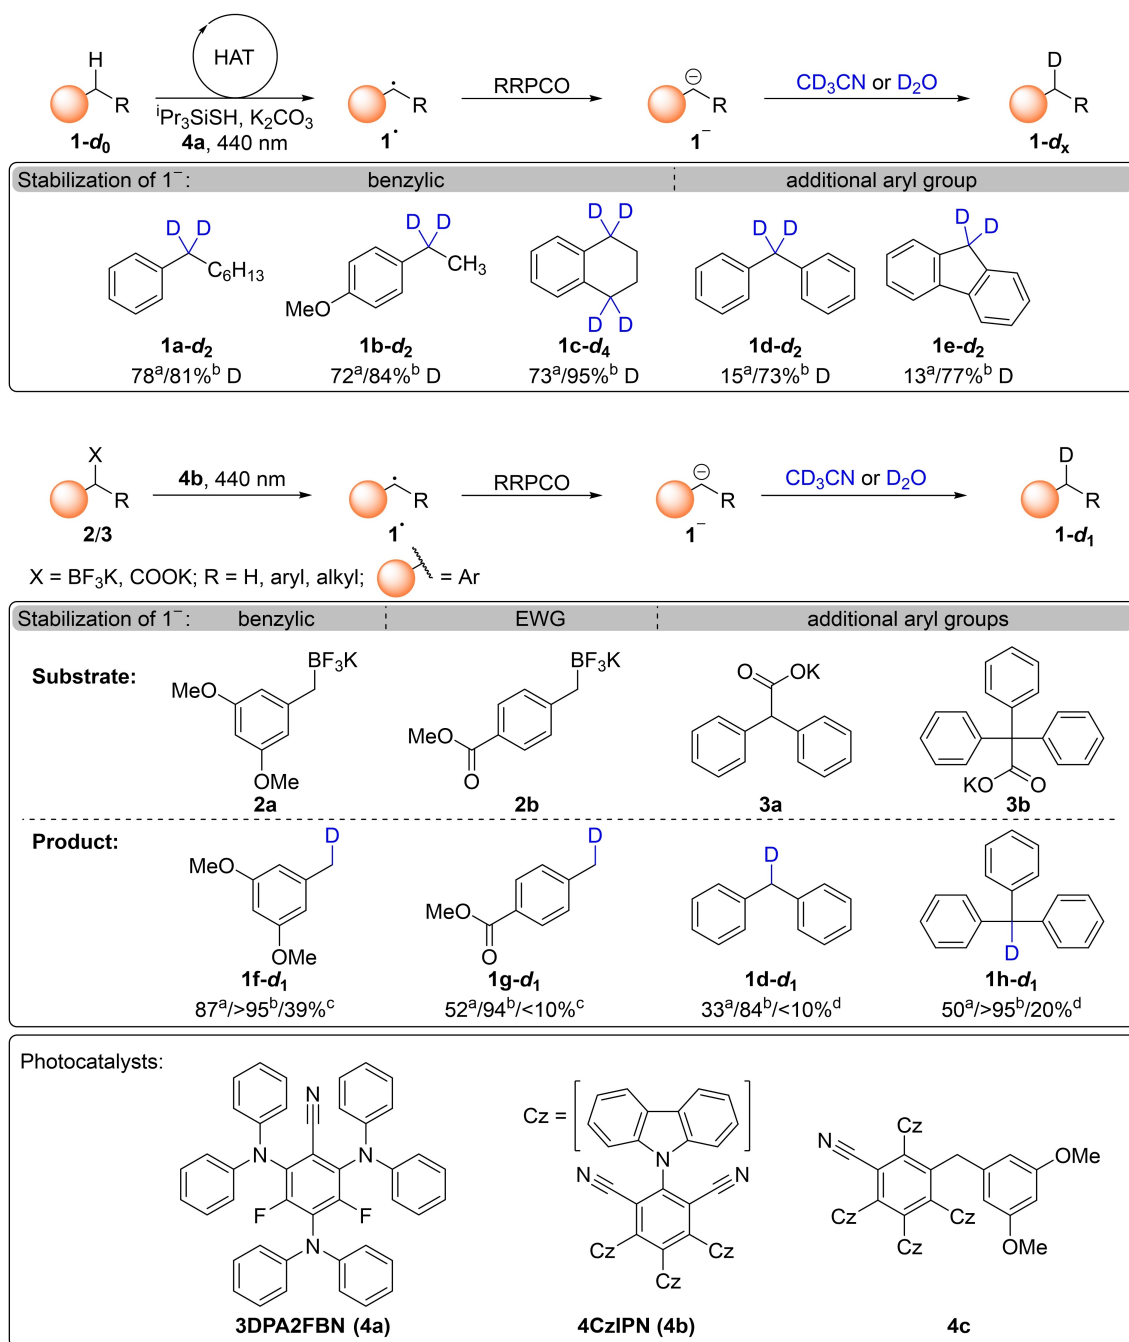 H
HAT
R
1-d0
iPr3SiSH, K2CO3
4a, 440 nm
R
1•
RRPCO
⊖
R
1−
CD3CN or D2O
D
R
1-dx
Stabilization of 1−: benzylic additional aryl group
D D
C6H13
1a-d2
78a/81%b D
D D
CH3
MeO
1b-d2
72a/84%b D
D D
D D
1c-d4
73a/95%b D
D D
1d-d2
15a/73%b D
D D
1e-d2
13a/77%b D
X
R
2/3
4b, 440 nm
R
1•
RRPCO
⊖
R
1−
CD3CN or D2O
D
R
1-d1
X = BF3K, COOK; R = H, aryl, alkyl; = Ar
Stabilization of 1−: benzylic EWG additional aryl groups
Substrate:
BF3K
MeO
OMe
2a
BF3K
MeO
O
2b
O OK
3a
KO O
3b
Product:
D
MeO
OMe
1f-d1
87a/>95b/39%c
D
MeO
O
1g-d1
52a/94b/<10%c
D
1d-d1
33a/84b/<10%d
D
1h-d1
50a/>95b/20%d
Photocatalysts:
N
N N
F F
N
3DPA2FBN (4a)
Cz =
N
N N
Cz Cz
Cz
4CzIPN (4b)
N Cz
OMe
Cz Cz
Cz OMe
4c